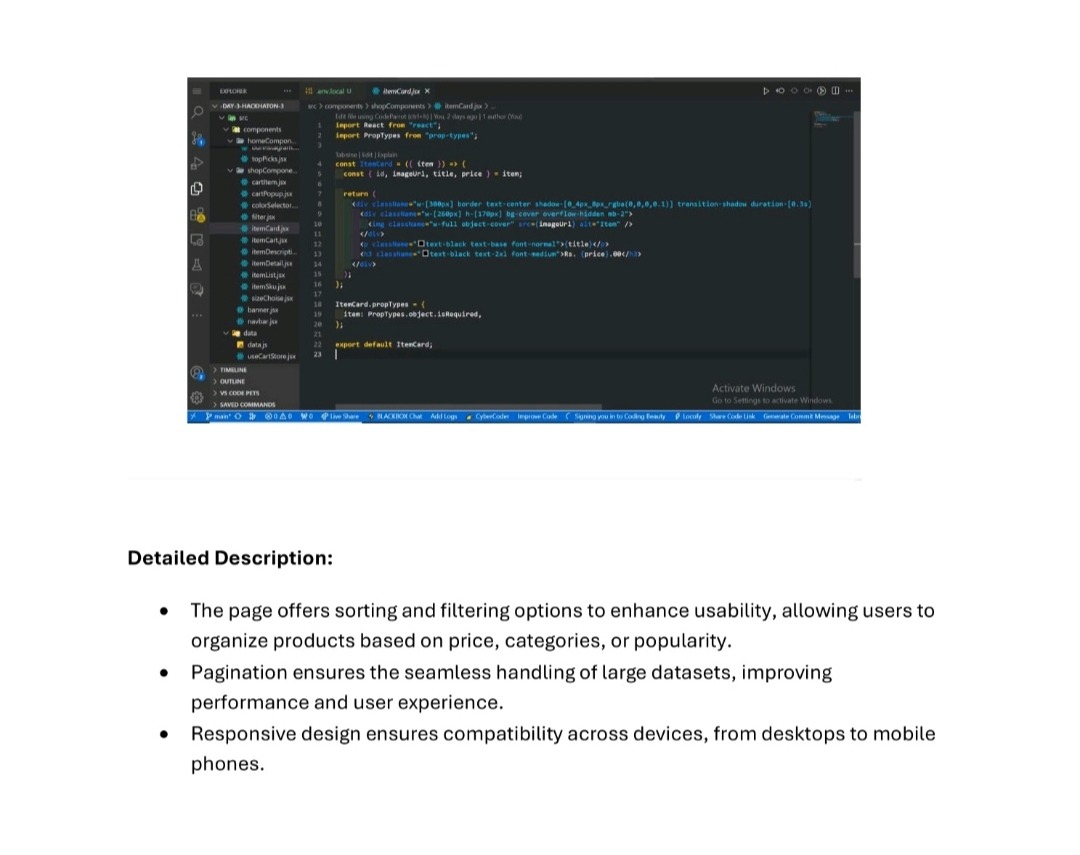 EXPLORER
.env.local U
ItemCard.jsx X
DAY-3-HACKHATON-3
src > components > shopComponents > ItemCard.jsx > ...
src
components
homeCompon...
topPicks.jsx
shopCompone...
cartItem.jsx
cartPopup.jsx
colorSelector...
filter.jsx
itemCard.jsx
itemCart.jsx
itemDescripti...
itemDetail.jsx
itemList.jsx
itemSku.jsx
sizeChoise.jsx
banner.jsx
navbar.jsx
data
data.js
useCartStore.jsx
TIMELINE
OUTLINE
VS CODE PETS
SAVED COMMANDS
You, 2 days ago | 1 author (You)
1 import React from "react";
2 import PropTypes from "prop-types";
3
Tabnine | Edit | Explain
4 const ItemCard = ({ item }) => {
5 const { id, imageUrl, title, price } = item;
6
7 return (
8 <div className="w-[300px] border text-center shadow-[0_4px_8px_rgba(0,0,0,0.1)] transition-shadow duration-[0.3s]
9 <div className="w-[260px] h-[170px] bg-cover overflow-hidden mb-2">
10 <img className="w-full object-cover" src={imageUrl} alt="Item" />
11 </div>
12 <p className="text-black text-base font-normal">{title}</p>
13 <h3 className="text-black text-2xl font-medium">Rs. {price}.00</h3>
14 </div>
15 );
16 };
17
18 ItemCard.propTypes = {
19 item: PropTypes.object.isRequired,
20 };
21
22 export default ItemCard;
23
Activate Windows
Go to Settings to activate Windows.
main* 0 0 0 Live Share BLACKBOX Chat Add Logs CyberCoder Improve Code Signing you in to Coding Beauty Locofy Share Code Link Generate Commit Message
Detailed Description:
• The page offers sorting and filtering options to enhance usability, allowing users to
organize products based on price, categories, or popularity.
• Pagination ensures the seamless handling of large datasets, improving
performance and user experience.
• Responsive design ensures compatibility across devices, from desktops to mobile
phones.